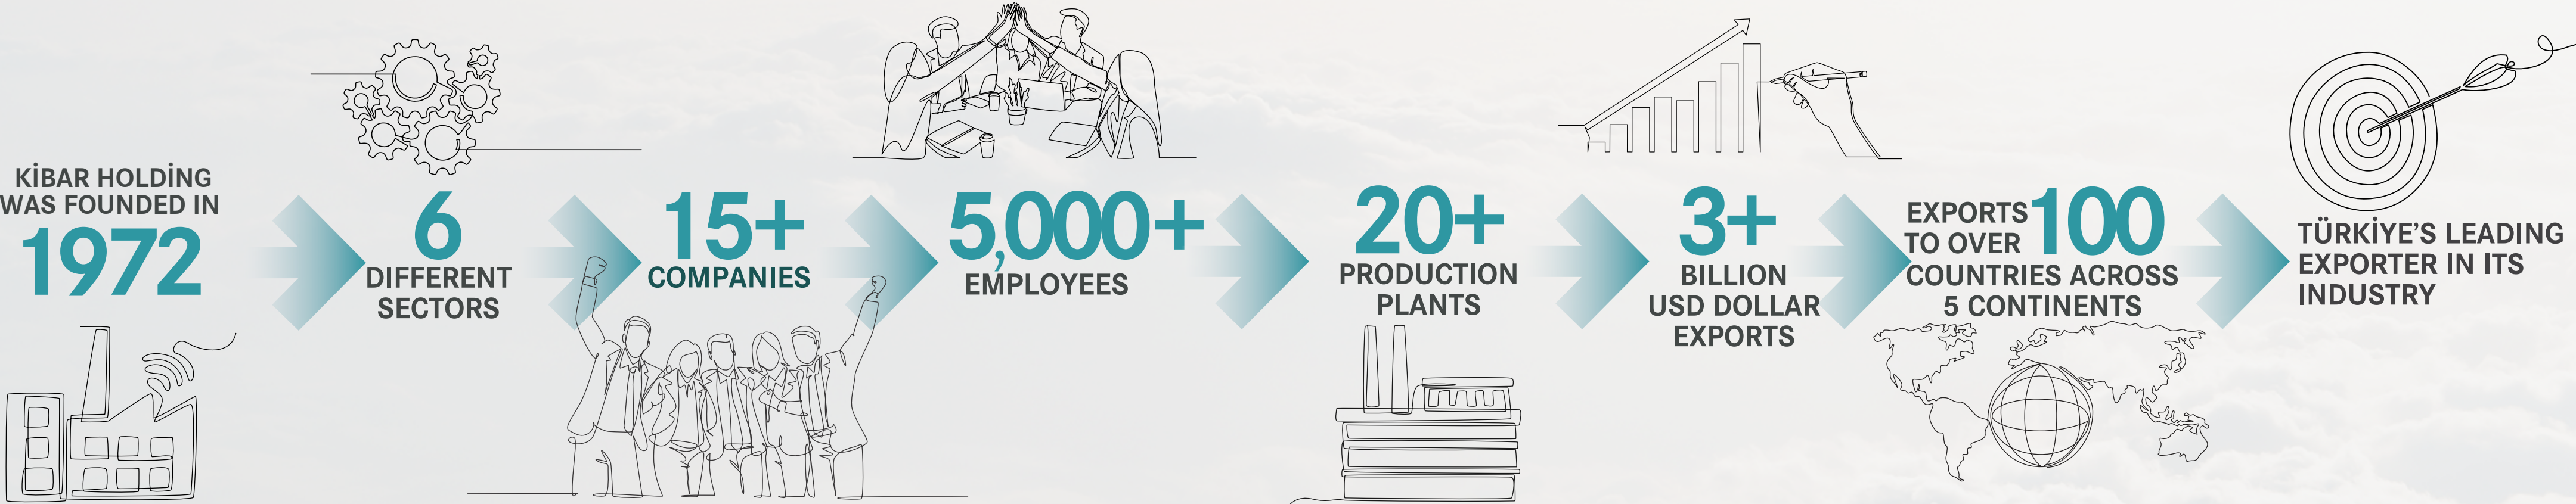 KİBAR HOLDİNG
WAS FOUNDED IN
1972
6
DIFFERENT
SECTORS
15+
COMPANIES
5,000+
EMPLOYEES
20+
PRODUCTION
PLANTS
3+
BILLION
USD DOLLAR
EXPORTS
EXPORTS
TO OVER 100
COUNTRIES ACROSS
5 CONTINENTS
TÜRKİYE'S LEADING
EXPORTER IN ITS
INDUSTRY